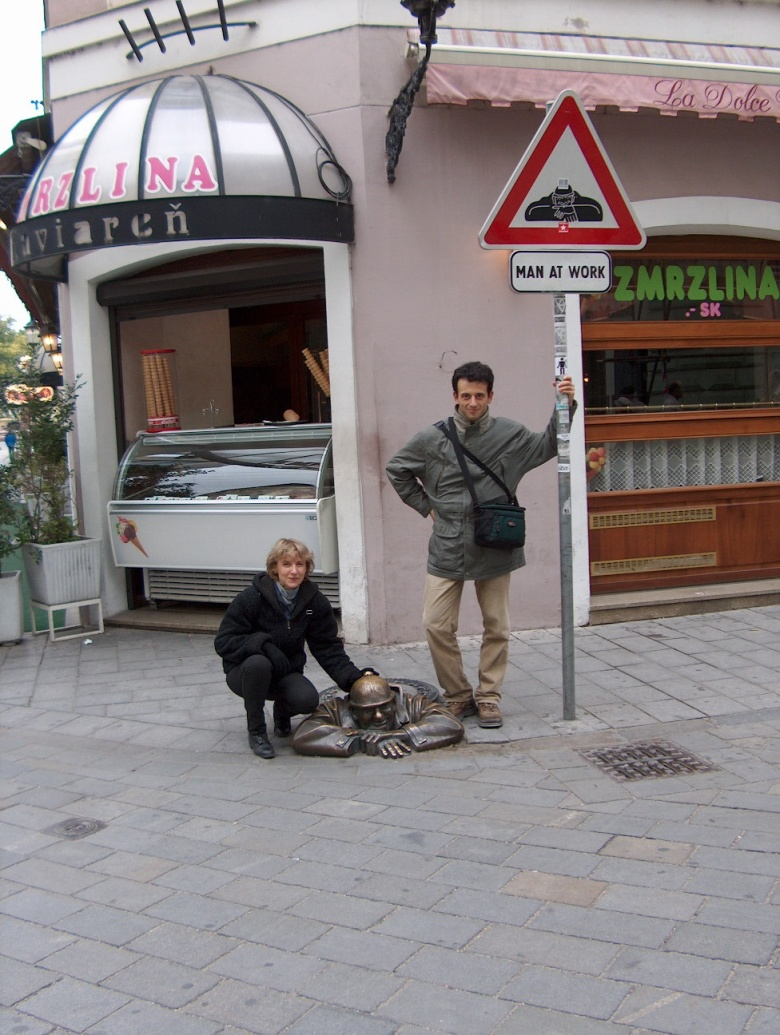 RZLINA
aviareň
La Dolce
MAN AT WORK
ZMRZLINA
.- SK